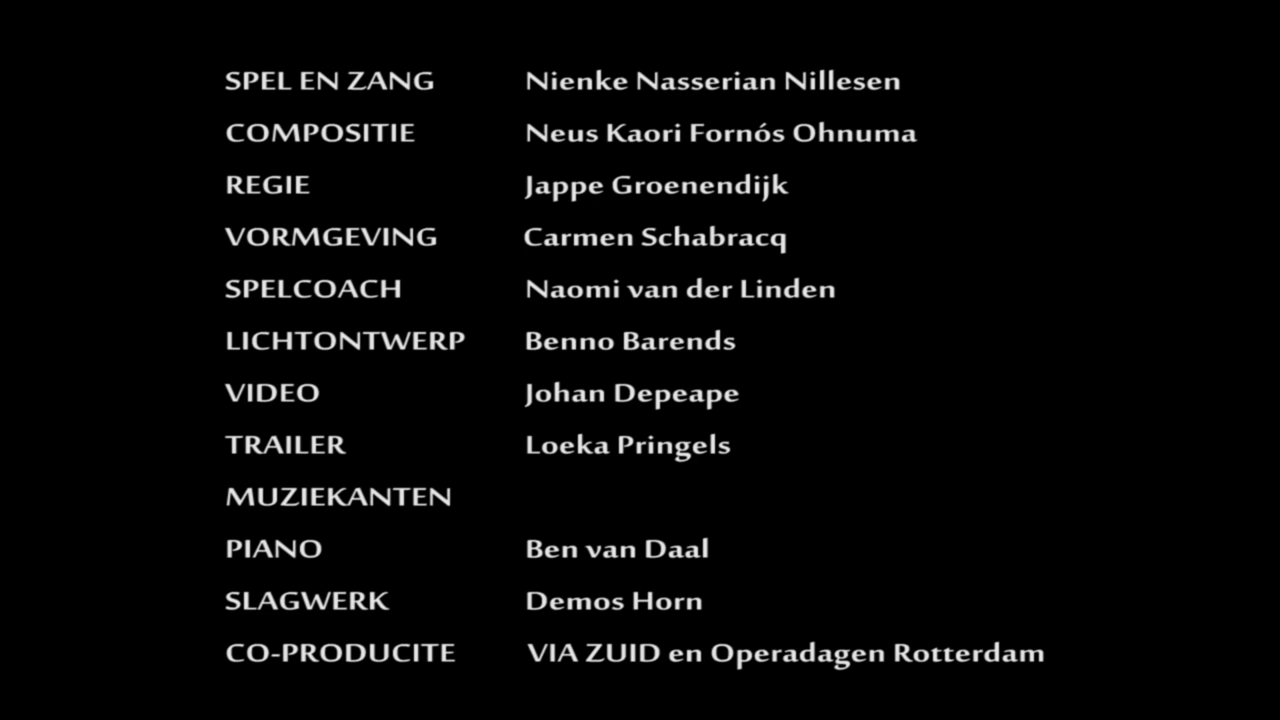 SPEL EN ZANG Nienke Nasserian Nillesen
COMPOSITIE Neus Kaori Fornós Ohnuma
REGIE Jappe Groenendijk
VORMGEVING Carmen Schabracq
SPELCOACH Naomi van der Linden
LICHTONTWERP Benno Barends
VIDEO Johan Depeape
TRAILER Loeka Pringels
MUZIEKANTEN
PIANO Ben van Daal
SLAGWERK Demos Horn
CO-PRODUCITE VIA ZUID en Operadagen Rotterdam